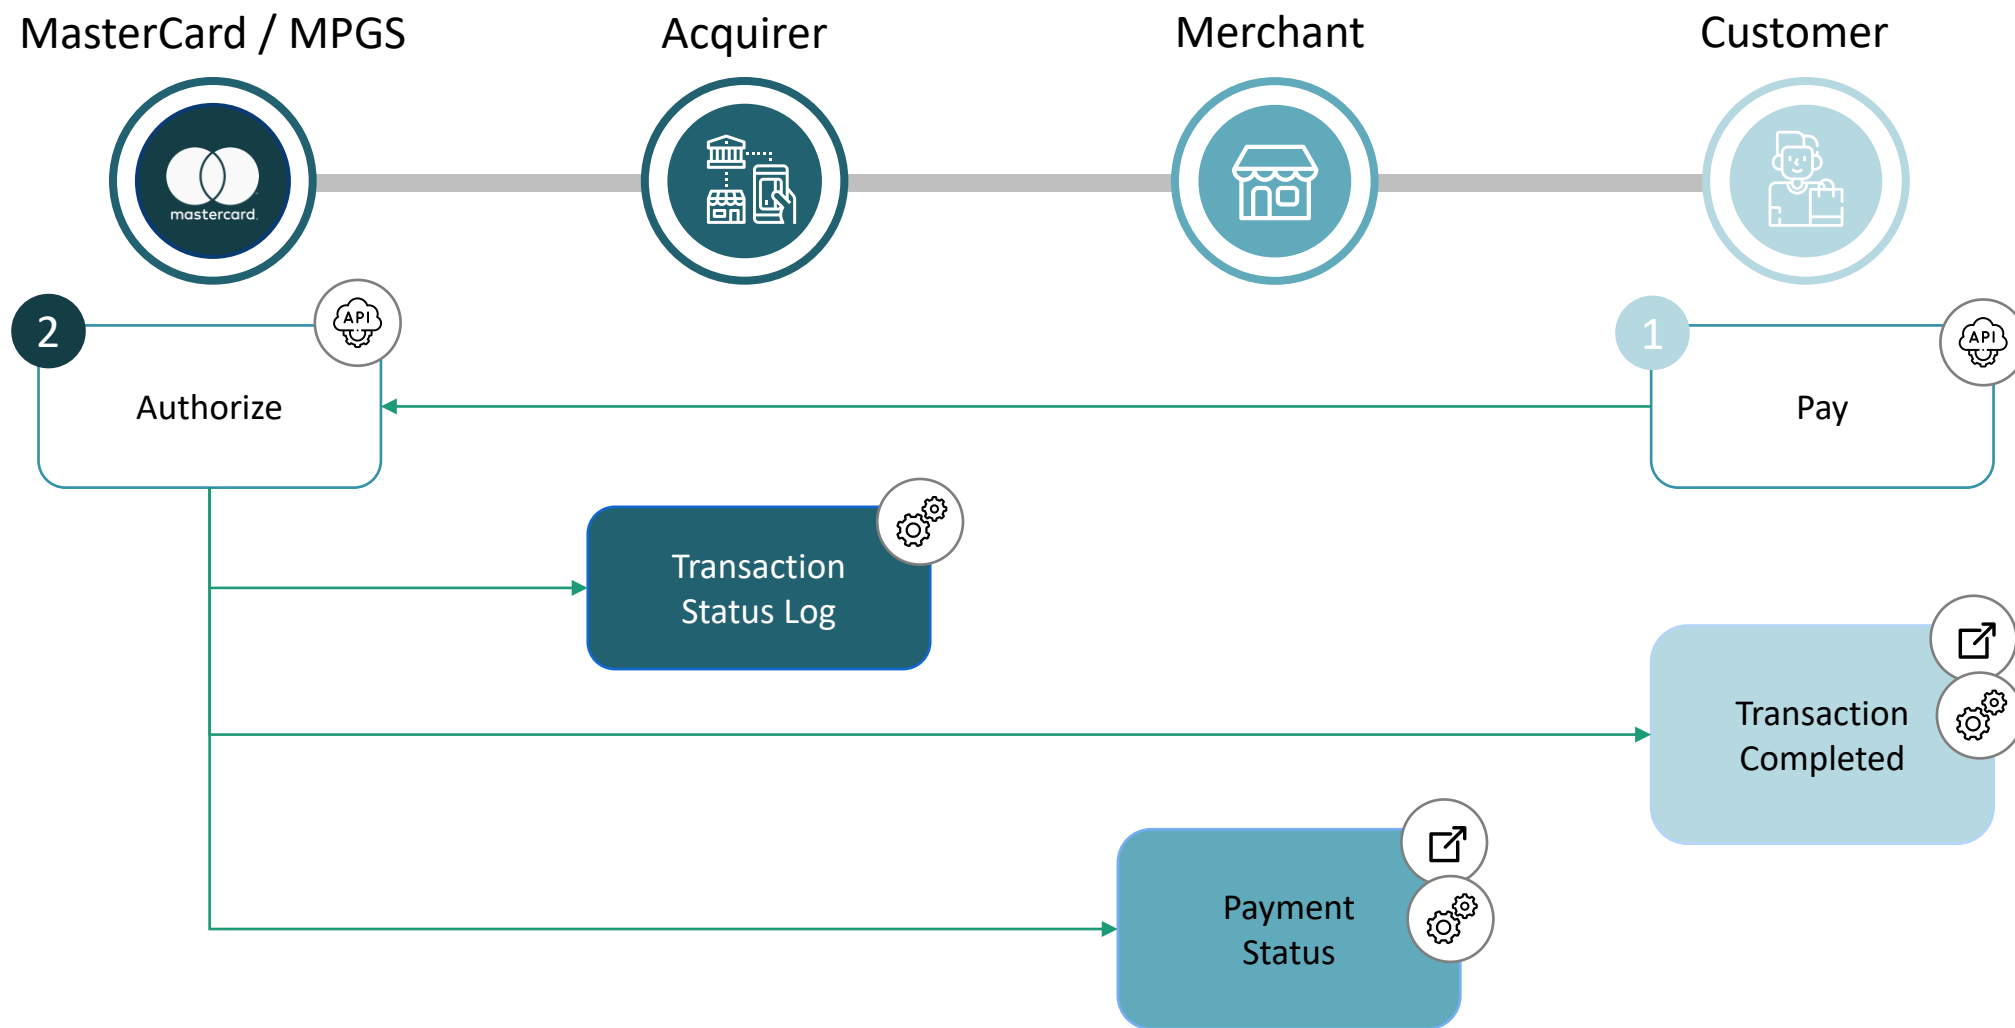 MasterCard / MPGS
Acquirer
Merchant
Customer
mastercard.
2
API
Authorize
1
API
Pay
Transaction
Status Log
Transaction
Completed
Payment
Status